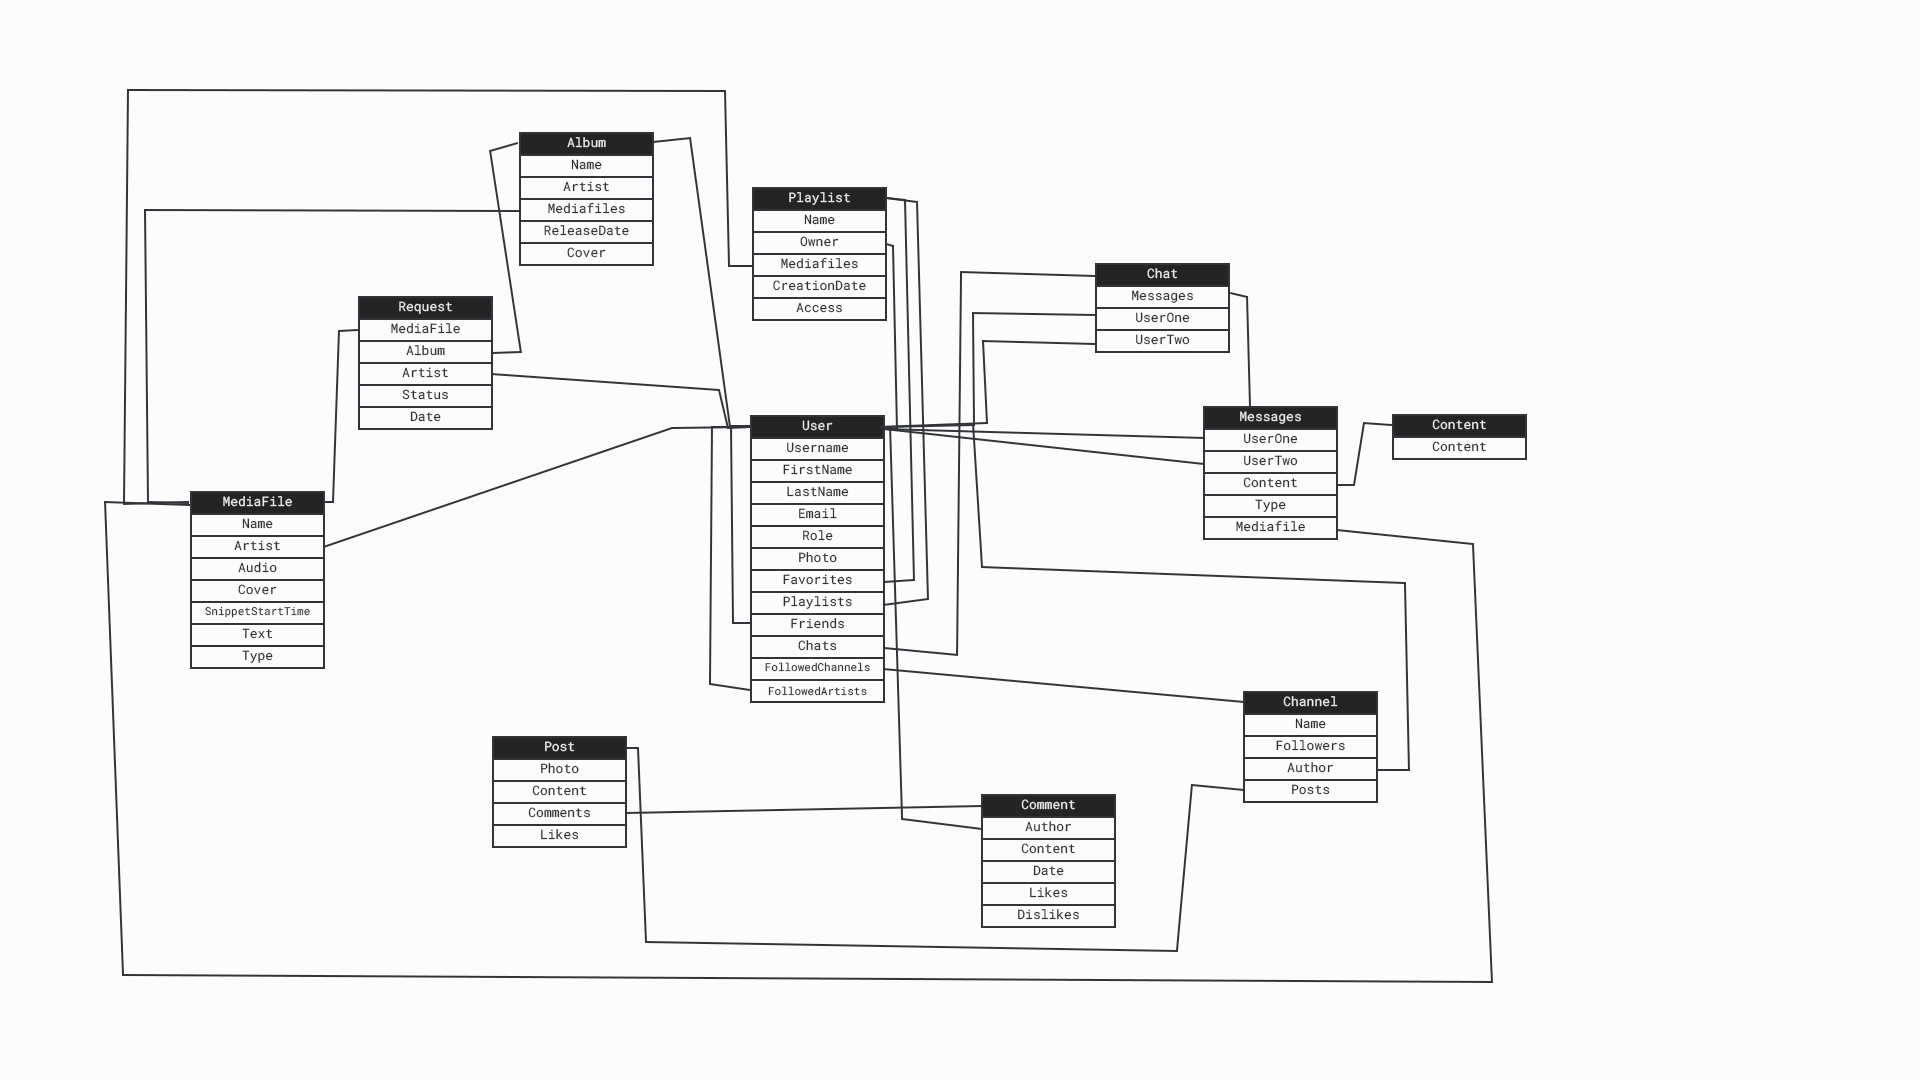 Album
Name
Artist
Mediafiles
ReleaseDate
Cover
Playlist
Name
Owner
Mediafiles
CreationDate
Access
Chat
Messages
UserOne
UserTwo
Request
MediaFile
Album
Artist
Status
Date
Messages
UserOne
UserTwo
Content
Type
Mediafile
Content
Content
User
Username
FirstName
LastName
Email
Role
Photo
Favorites
Playlists
Friends
Chats
FollowedChannels
FollowedArtists
MediaFile
Name
Artist
Audio
Cover
SnippetStartTime
Text
Type
Channel
Name
Followers
Author
Posts
Post
Photo
Content
Comments
Likes
Comment
Author
Content
Date
Likes
Dislikes